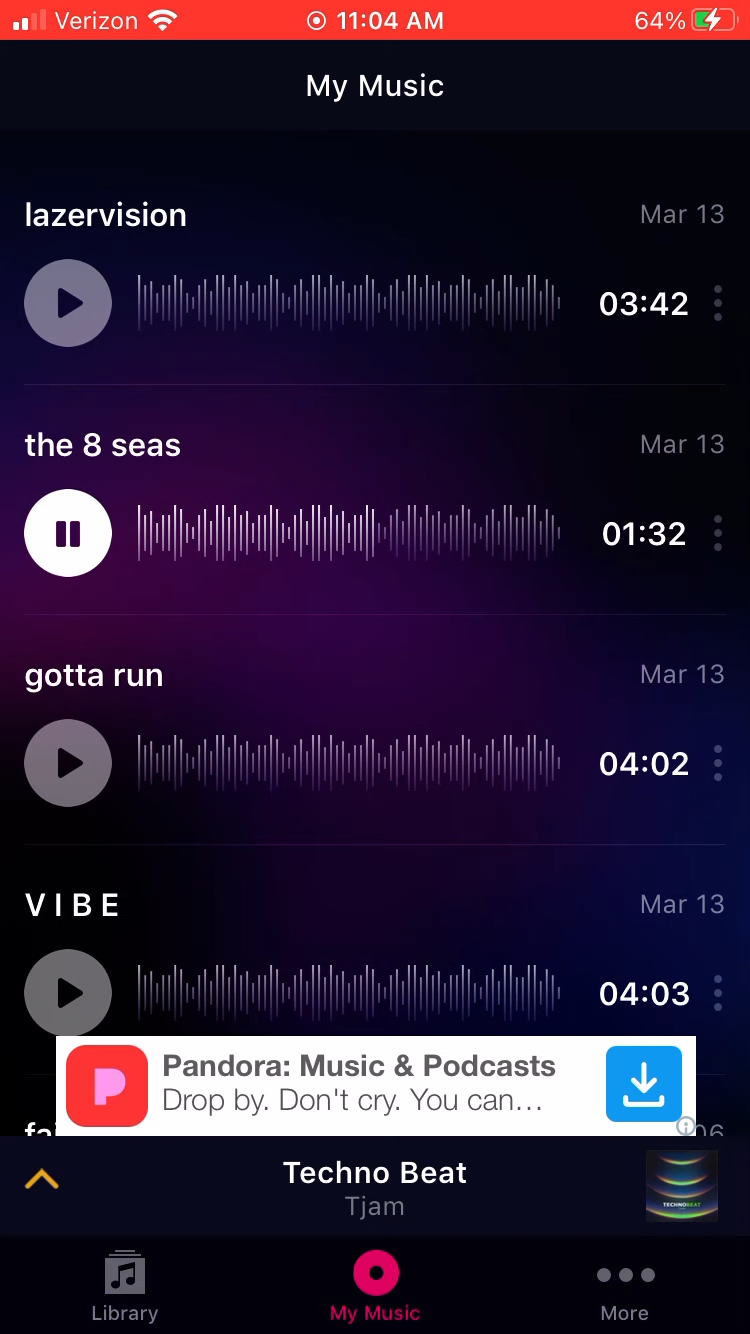 Verizon 11:04 AM 64%
My Music
lazervision Mar 13
03:42
the 8 seas Mar 13
01:32
gotta run Mar 13
04:02
V I B E Mar 13
04:03
Pandora: Music & Podcasts
Drop by. Don't cry. You can...
Techno Beat
Tjam
TECHNOBEAT
Library My Music More